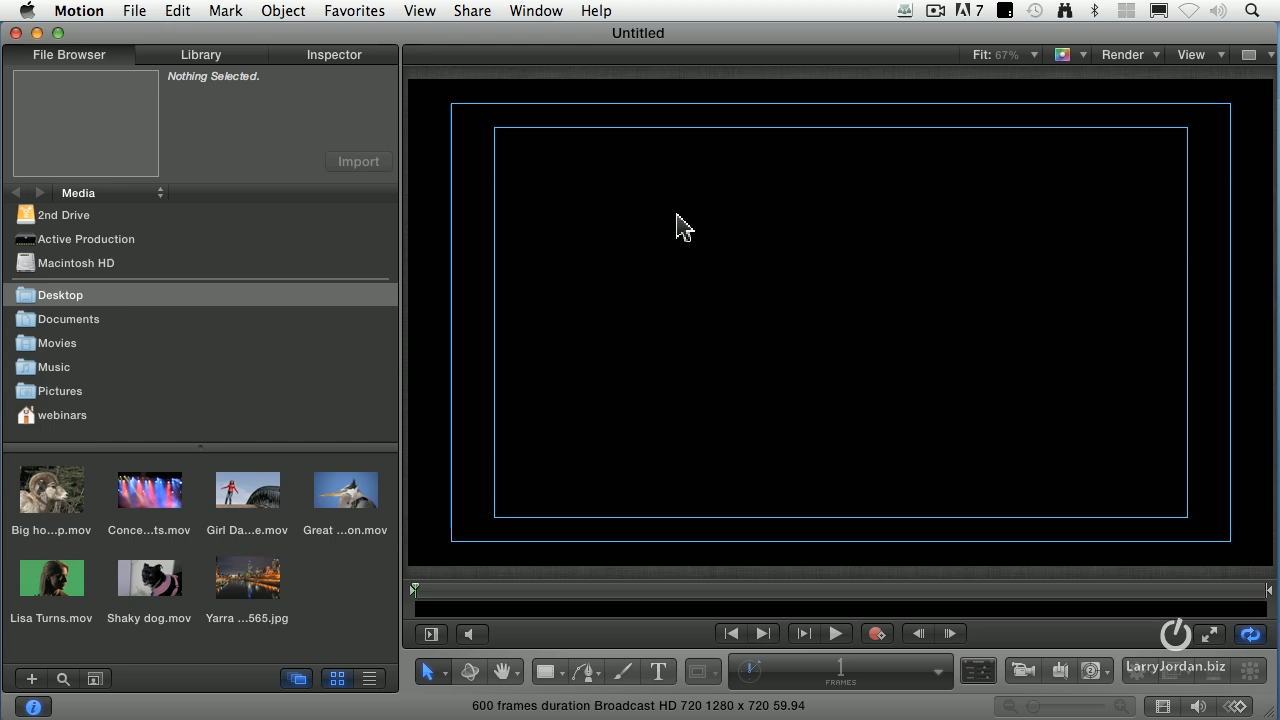 Motion File Edit Mark Object Favorites View Share Window Help 7
Untitled
File Browser Library Inspector
Fit: 67% Render View
Nothing Selected.
Import
Media
2nd Drive
Active Production
Macintosh HD
Desktop
Documents
Movies
Music
Pictures
webinars
Big ho...p.mov Conce...ts.mov Girl Da...e.mov Great ...on.mov
Lisa Turns.mov Shaky dog.mov Yarra ...565.jpg
T 1
FRAMES
LarryJordan.biz
600 frames duration Broadcast HD 720 1280 x 720 59.94